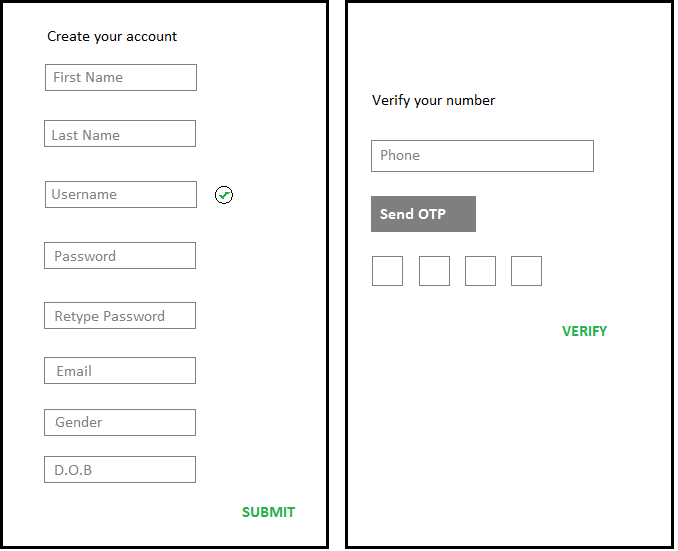 Create your account
First Name
Last Name
Username
Password
Retype Password
Email
Gender
D.O.B
SUBMIT
Verify your number
Phone
Send OTP
VERIFY